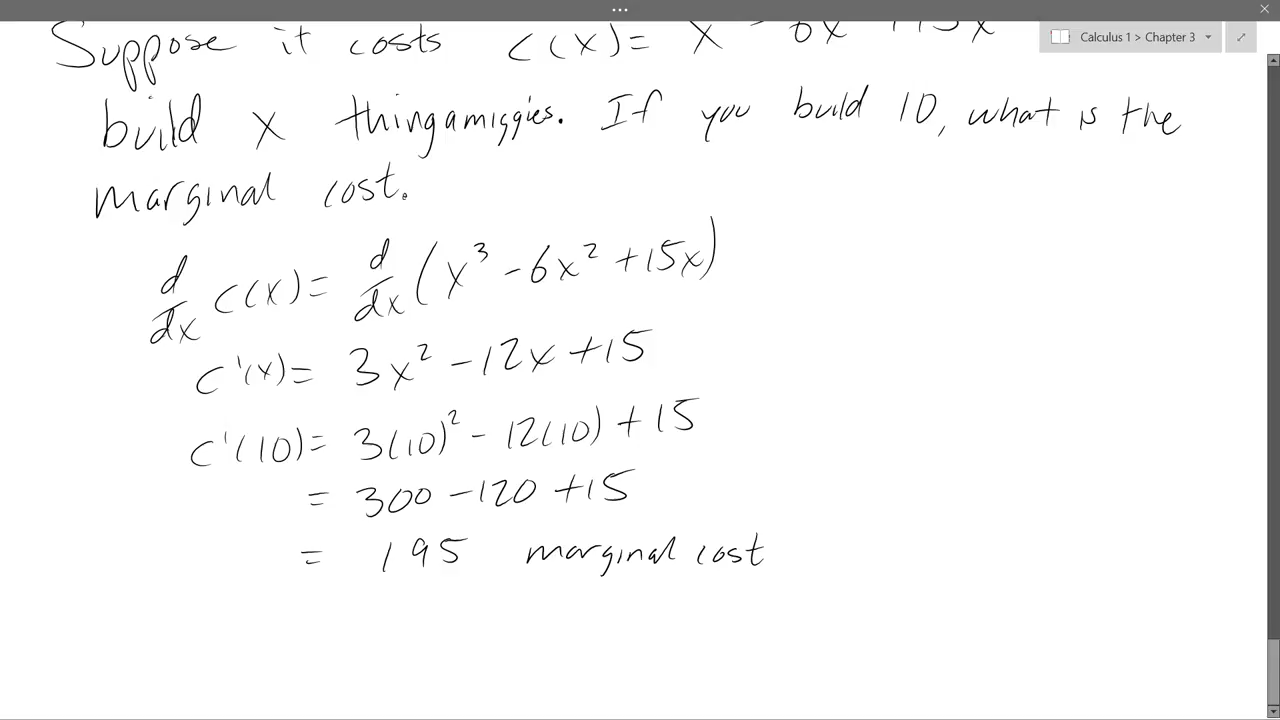 Calculus 1 > Chapter 3
Suppose it costs C(x)= x - 6x +15x
build x thingamiggies. If you build 10, what is the
marginal cost.
d/dx C(x)= d/dx (x³ -6x² +15x)
C'(x)= 3x² -12x +15
C'(10)= 3(10)² - 12(10) +15
= 300 -120 +15
= 195 marginal cost